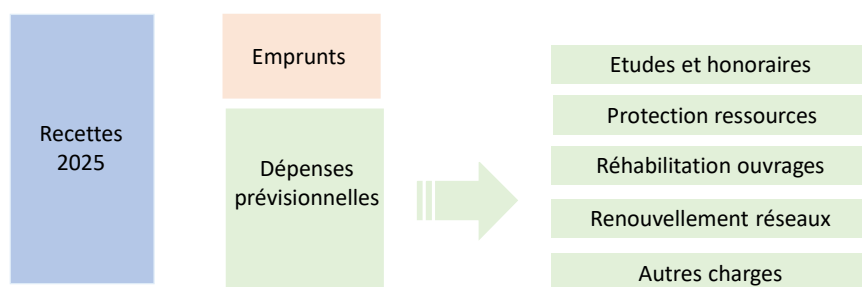 Recettes
2025
Emprunts
Dépenses
prévisionnelles
Etudes et honoraires
Protection ressources
Réhabilitation ouvrages
Renouvellement réseaux
Autres charges